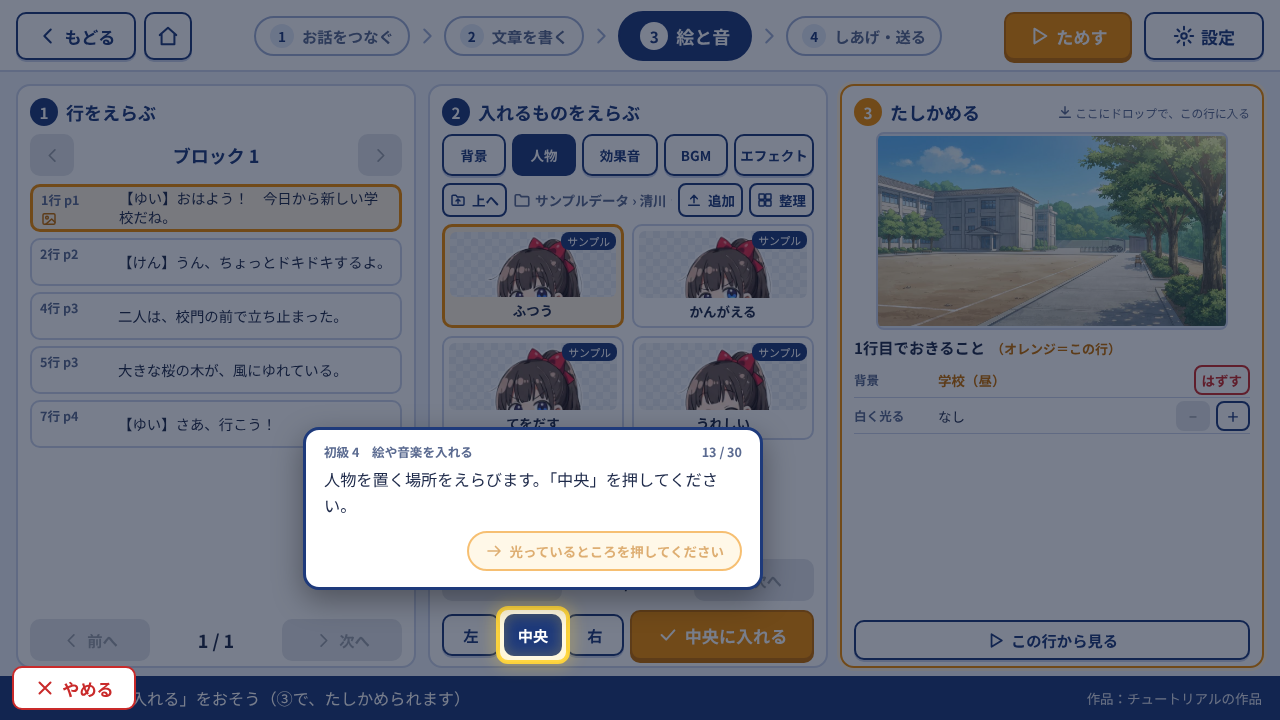 もどる
1 お話をつなぐ
2 文章を書く
3 絵と音
4 しあげ・送る
ためす
設定
1 行をえらぶ
ブロック 1
1行 p1
【ゆい】おはよう！　今日から新しい学
校だね。
2行 p2
【けん】うん、ちょっとドキドキするよ。
4行 p3
二人は、校門の前で立ち止まった。
5行 p3
大きな桜の木が、風にゆれている。
7行 p4
【ゆい】さあ、行こう！
前へ
1 / 1
次へ
2 入れるものをえらぶ
背景
人物
効果音
BGM
エフェクト
上へ
サンプルデータ › 清川
追加
整理
サンプル
ふつう
サンプル
かんがえる
サンプル
てをだす
サンプル
うれしい
初級 4　絵や音楽を入れる
13 / 30
人物を置く場所をえらびます。「中央」を押してくださ
い。
→ 光っているところを押してください
次へ
左
中央
右
中央に入れる
3 たしかめる
ここにドロップで、この行に入る
1行目でおきること （オレンジ＝この行）
背景
学校（昼）
はずす
白く光る
なし
− ＋
この行から見る
やめる
入れる」をおそう（③で、たしかめられます）
作品：チュートリアルの作品